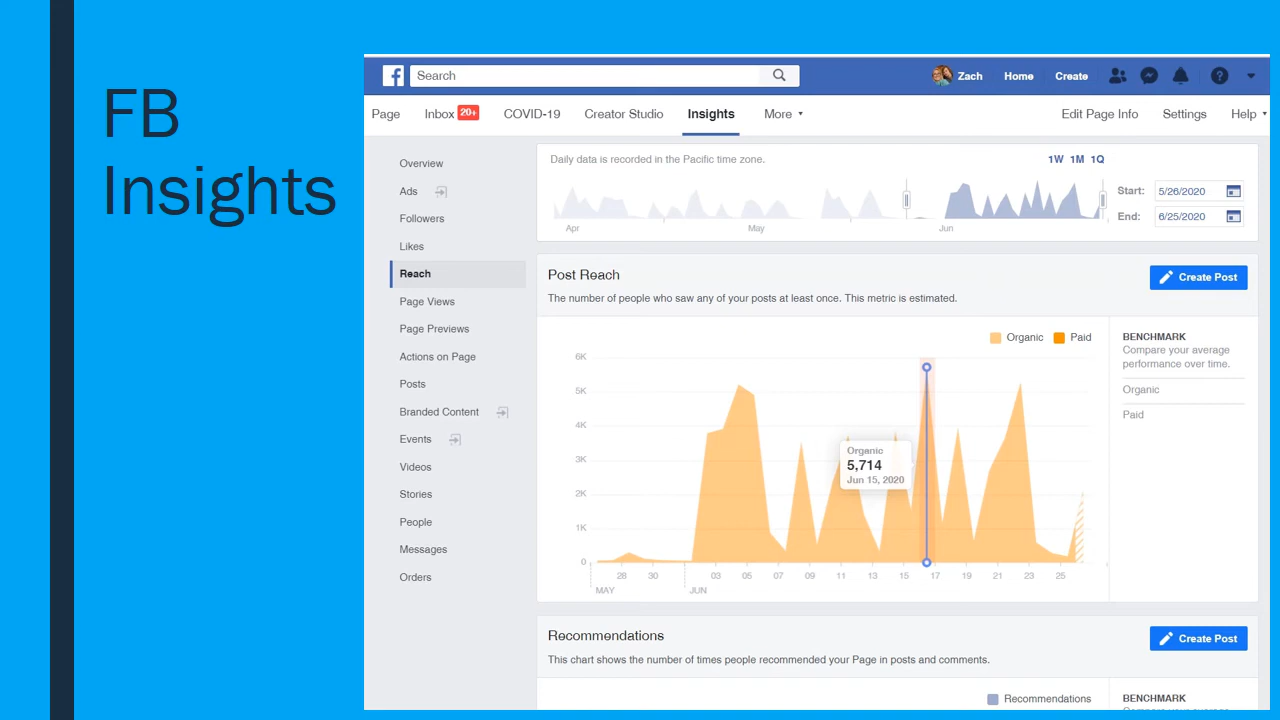 FB
Insights
Search
Zach Home Create
Page Inbox 20+ COVID-19 Creator Studio Insights More Edit Page Info Settings Help
Overview
Ads
Followers
Likes
Reach
Page Views
Page Previews
Actions on Page
Posts
Branded Content
Events
Videos
Stories
People
Messages
Orders
Daily data is recorded in the Pacific time zone. 1W 1M 1Q
Start: 5/26/2020
End: 6/25/2020
Apr May Jun
Post Reach
Create Post
The number of people who saw any of your posts at least once. This metric is estimated.
Organic Paid
BENCHMARK
Compare your average
performance over time.
Organic
Paid
6K
5K
4K
3K
2K
1K
0
Organic
5,714
Jun 15, 2020
28 30 03 05 07 09 11 13 15 17 19 21 23 25
MAY JUN
Recommendations
Create Post
This chart shows the number of times people recommended your Page in posts and comments.
Recommendations
BENCHMARK